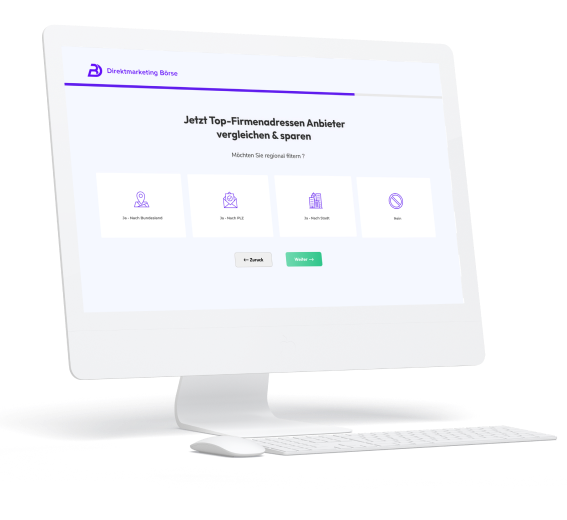 Direktmarketing Börse
Jetzt Top-Firmenadressen Anbieter
vergleichen & sparen
Möchten Sie regional filtern ?
Ja - Nach Bundesland
Ja - Nach PLZ
Ja - Nach Stadt
Nein
← Zurück
Weiter →